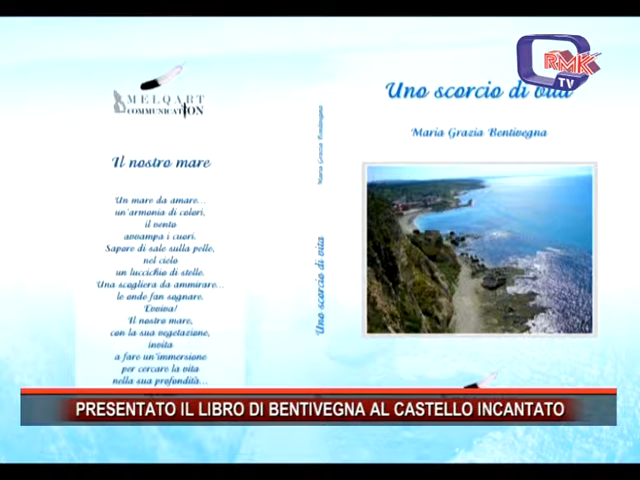 RMK
TV
MELQART
COMMUNICATION
Il nostro mare
Un mare da amare...
un'armonia di colori,
il vento
avvampa i cuori.
Sapore di sale sulla pelle,
nel cielo
un luccichio di stelle.
Una scogliera da ammirare...
le onde fan sognare.
Evviva!
Il nostro mare,
con la sua vegetazione,
invita
a fare un'immersione
per cercare la vita
nella sua profondità...
Maria Grazia Bentivegna
Uno scorcio di vita
Uno scorcio di vita
Maria Grazia Bentivegna
PRESENTATO IL LIBRO DI BENTIVEGNA AL CASTELLO INCANTATO